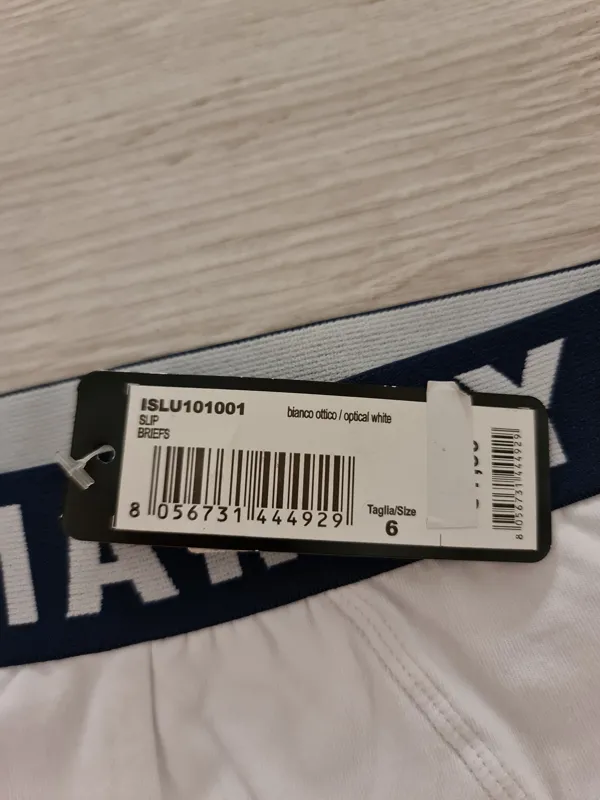 ISLU101001
SLIP
BRIEFS
bianco ottico / optical white
8 056731 444929
Taglia/Size
6
8 056731 444929